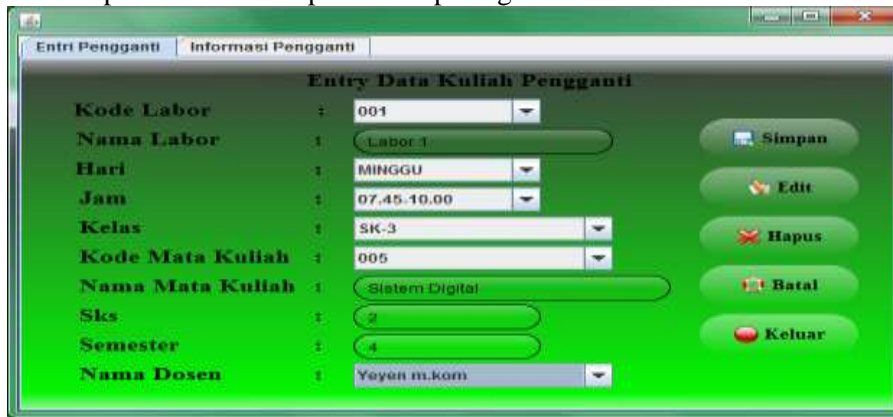 Entri Pengganti Informasi Pengganti
Entry Data Kuliah Pengganti
Kode Labor : 001
Nama Labor : Labor 1
Hari : MINGGU
Jam : 07.45-10.00
Kelas : SK-3
Kode Mata Kuliah : 005
Nama Mata Kuliah : Sistem Digital
Sks : 2
Semester : 4
Nama Dosen : Yeyen m.kom
Simpan
Edit
Hapus
Batal
Keluar